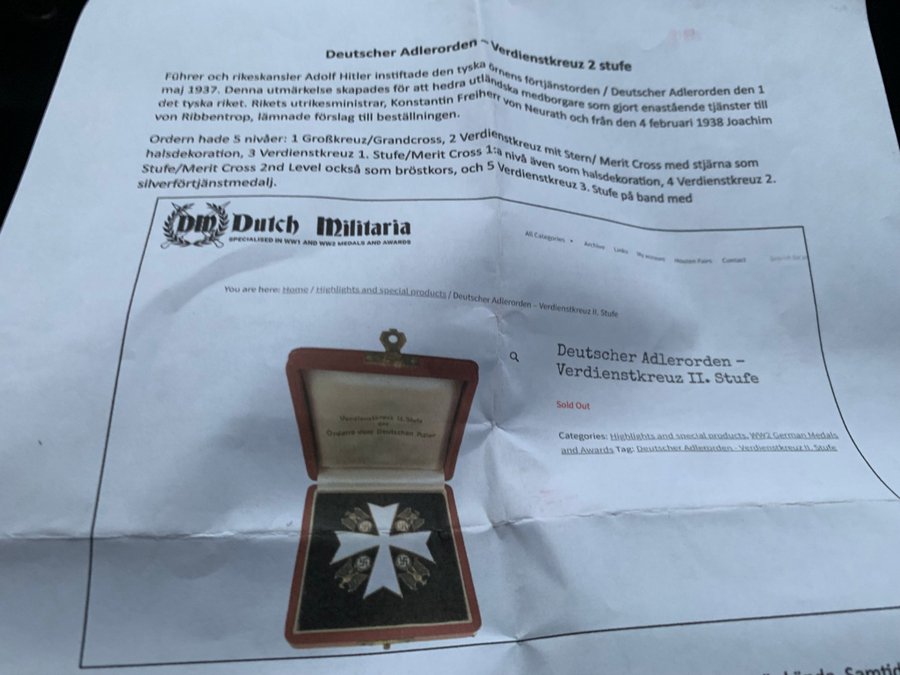 Deutscher Adlerorden – Verdienstkreuz 2 stufe
Führer och rikeskansler Adolf Hitler instiftade den tyska örnens förtjänstorden / Deutscher Adlerorden den 1
maj 1937. Denna utmärkelse skapades för att hedra utländska medborgare som gjort enastående tjänster till
det tyska riket. Rikets utrikesministrar, Konstantin Freiherr von Neurath och från den 4 februari 1938 Joachim
von Ribbentrop, lämnade förslag till beställningen.
Ordern hade 5 nivåer: 1 Großkreuz/Grandcross, 2 Verdienstkreuz mit Stern/ Merit Cross med stjärna som
halsdekoration, 3 Verdienstkreuz 1. Stufe/Merit Cross 1:a nivå även som halsdekoration, 4 Verdienstkreuz 2.
Stufe/Merit Cross 2nd Level också som bröstkors, och 5 Verdienstkreuz 3. Stufe på band med
silverförtjänstmedalj.
DM Dutch Militaria
SPECIALISED IN WW1 AND WW2 MEDALS AND AWARDS
All Categories Archive Links My account Houten Fairs Contact
You are here: Home / Highlights and special products / Deutscher Adlerorden – Verdienstkreuz II. Stufe
Deutscher Adlerorden –
Verdienstkreuz II. Stufe
Sold Out
Categories: Highlights and special products, WW2 German Medals
and Awards Tag: Deutscher Adlerorden - Verdienstkreuz II. Stufe
Verdienstkreuz II. Stufe
des
Ordens vom Deutschen Adler
Samtid